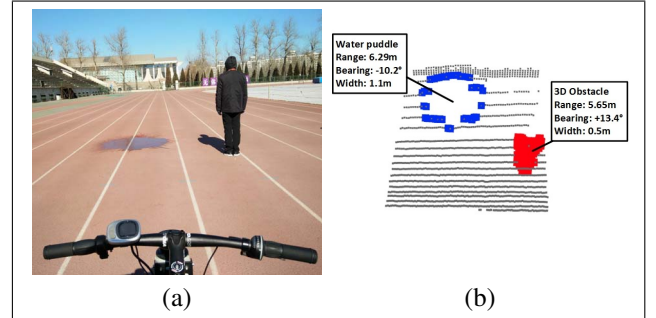 Water puddle
Range: 6.29m
Bearing: -10.2°
Width: 1.1m
3D Obstacle
Range: 5.65m
Bearing: +13.4°
Width: 0.5m
(a)
(b)